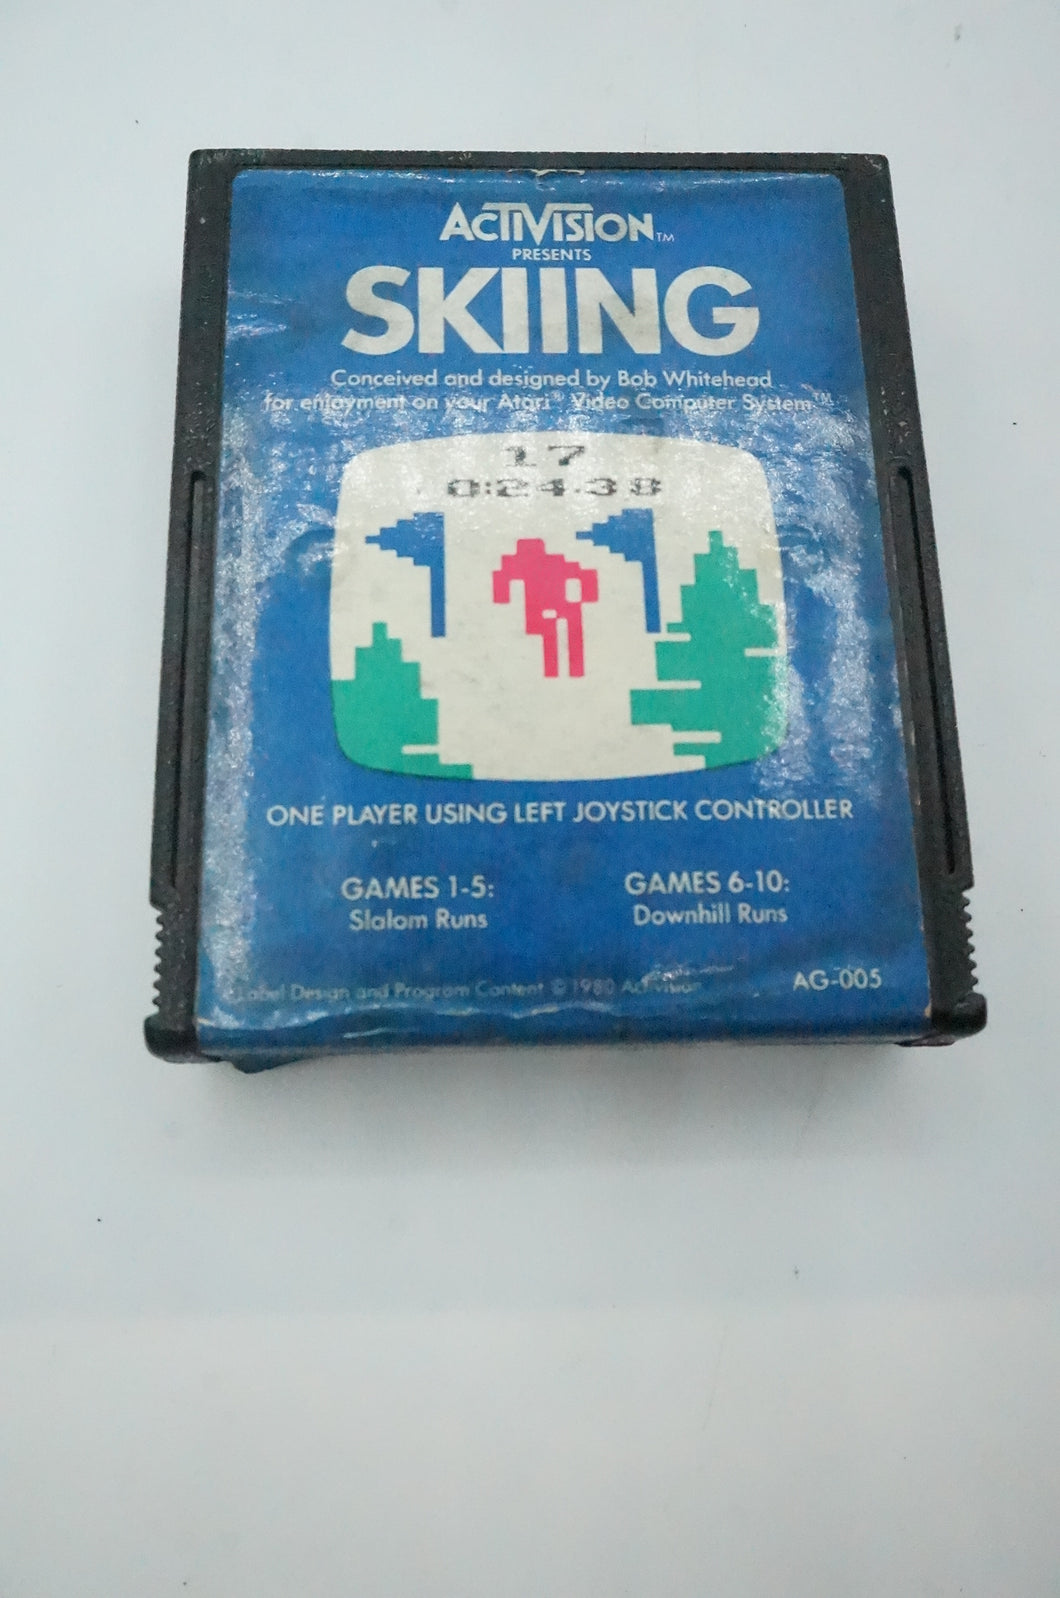 ACTIVISION™
PRESENTS
SKIING
Conceived and designed by Bob Whitehead
for enjoyment on your Atari® Video Computer System™
17
0:24.38
ONE PLAYER USING LEFT JOYSTICK CONTROLLER
GAMES 1-5:
Slalom Runs
GAMES 6-10:
Downhill Runs
Label Design and Program Content © 1980 Activision
AG-005